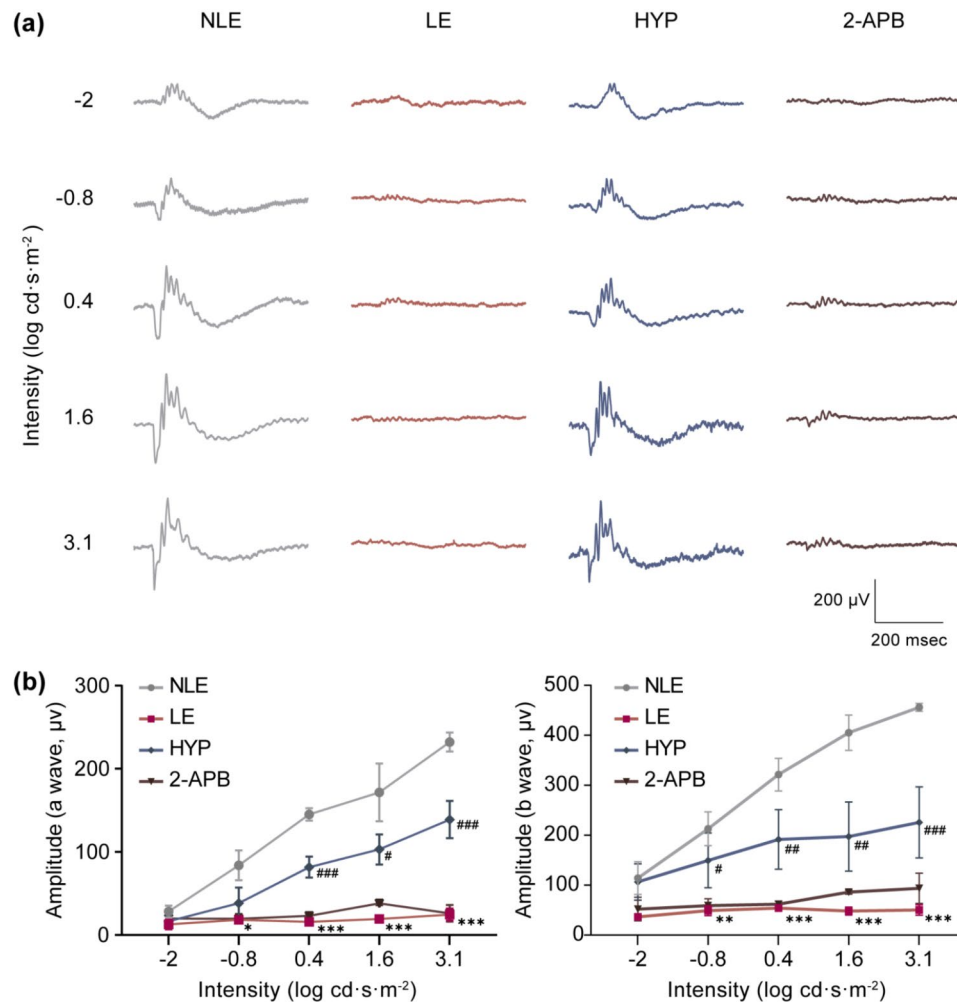 (a)
NLE LE HYP 2-APB
Intensity (log cd·s·m-2)
-2
-0.8
0.4
1.6
3.1
200 μV
200 msec
(b)
Amplitude (a wave, μv)
300
200
100
0
NLE
LE
HYP
2-APB
###
#
###
* *** *** ***
-2 -0.8 0.4 1.6 3.1
Intensity (log cd·s·m-2)
Amplitude (b wave, μv)
500
400
300
200
100
0
NLE
LE
HYP
2-APB
# ## ## ###
** *** *** ***
-2 -0.8 0.4 1.6 3.1
Intensity (log cd·s·m-2)